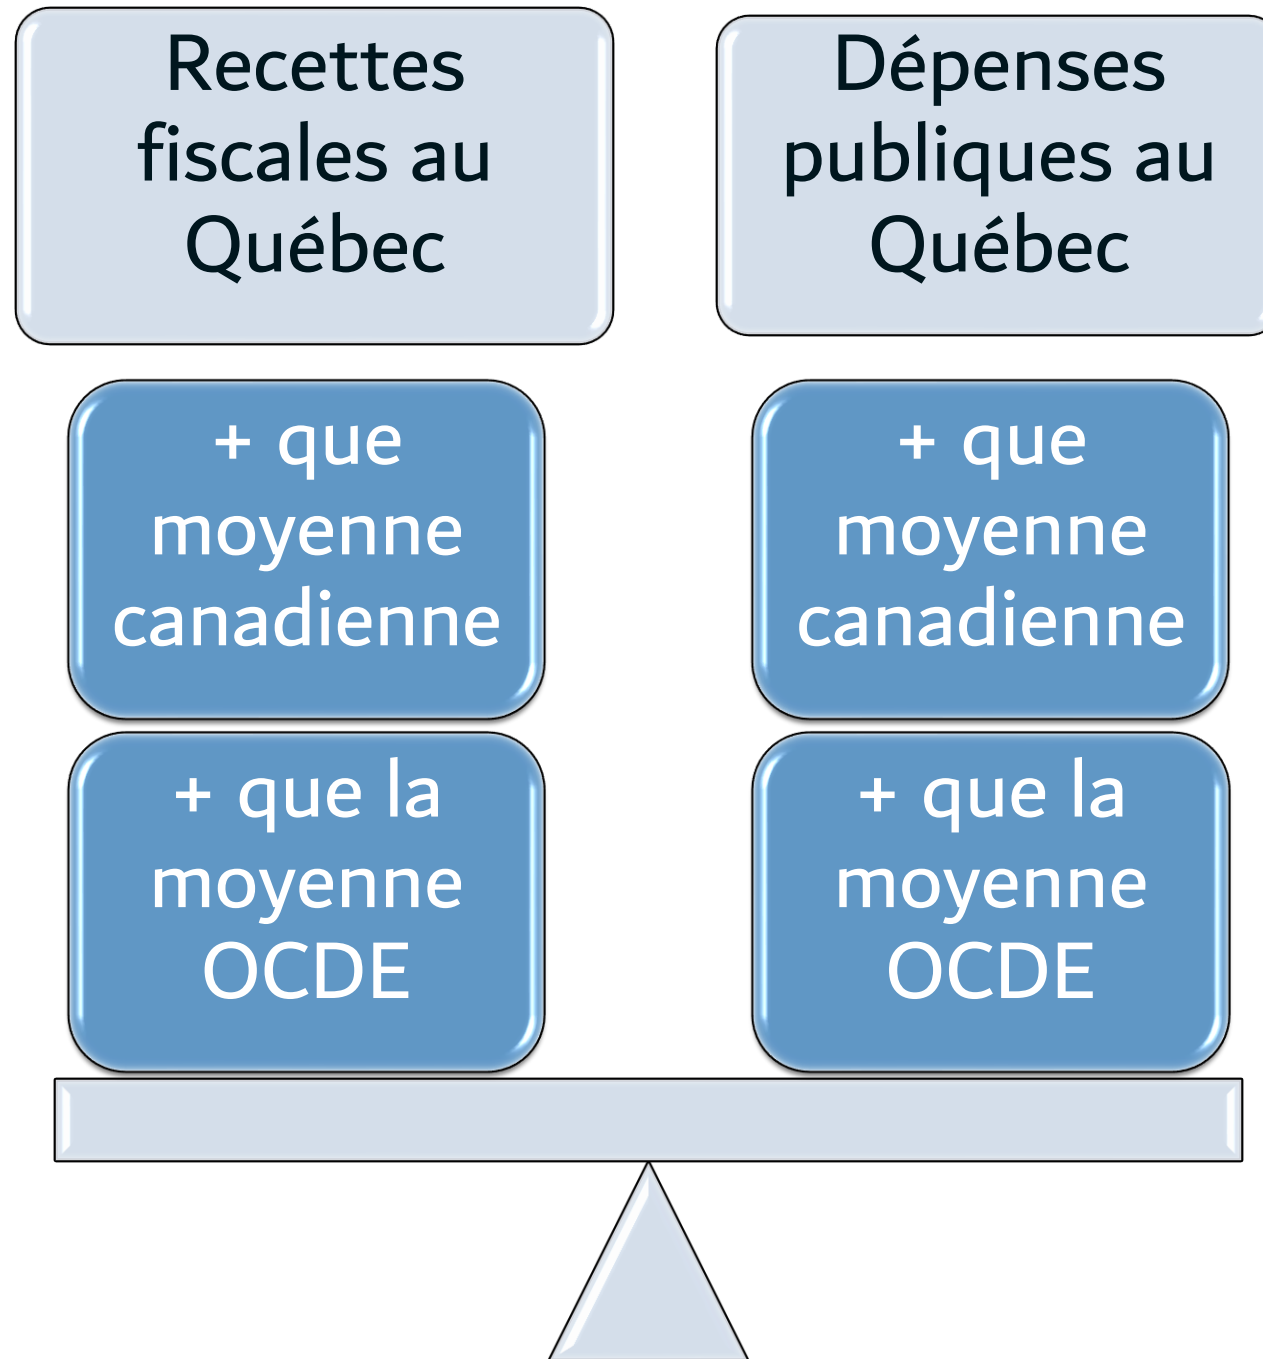 Recettes
fiscales au
Québec
+ que
moyenne
canadienne
+ que la
moyenne
OCDE
Dépenses
publiques au
Québec
+ que
moyenne
canadienne
+ que la
moyenne
OCDE